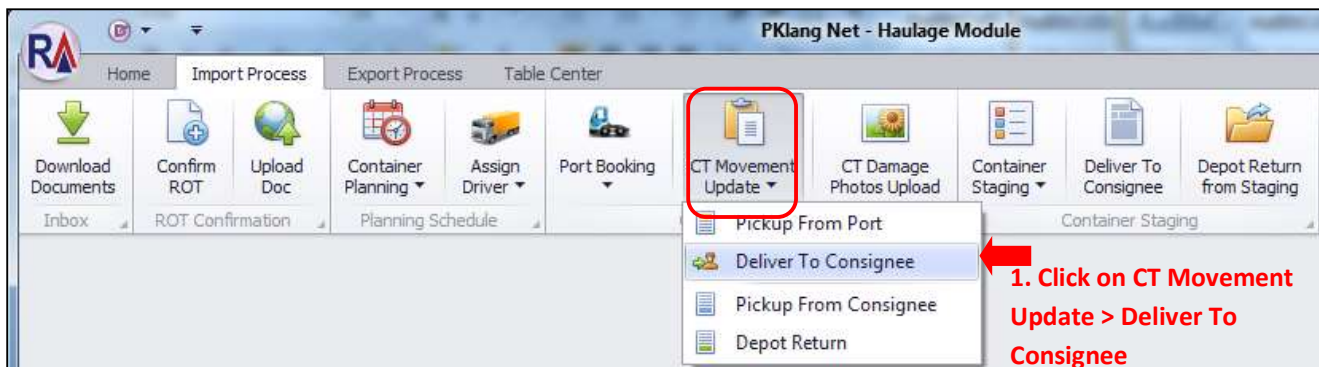 PKlang Net - Haulage Module
RA
Home Import Process Export Process Table Center
Download Documents
Confirm ROT
Upload Doc
Container Planning
Assign Driver
Port Booking
CT Movement Update
CT Damage Photos Upload
Container Staging
Deliver To Consignee
Depot Return from Staging
Inbox ROT Confirmation Planning Schedule Container Staging
Pickup From Port
Deliver To Consignee
Pickup From Consignee
Depot Return
1. Click on CT Movement
Update > Deliver To
Consignee